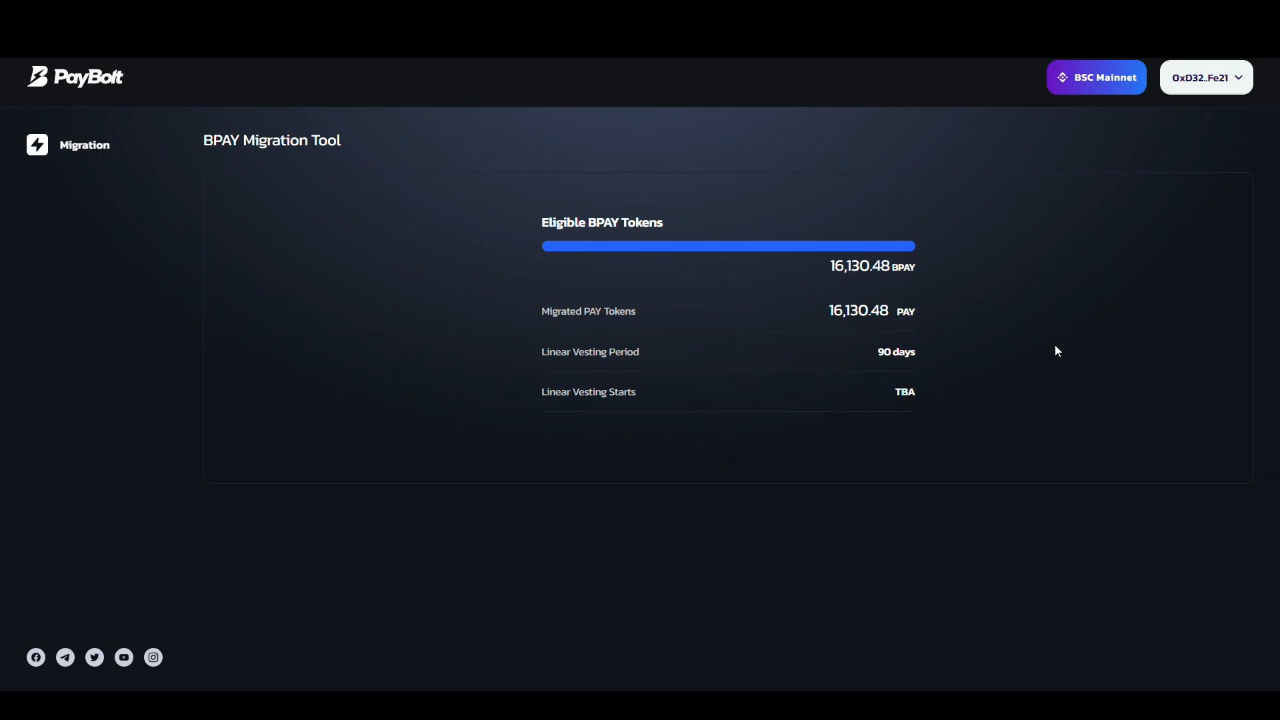 PayBolt
BSC Mainnet
0xD32..Fe21
Migration
BPAY Migration Tool
Eligible BPAY Tokens
16,130.48 BPAY
Migrated PAY Tokens 16,130.48 PAY
Linear Vesting Period 90 days
Linear Vesting Starts TBA